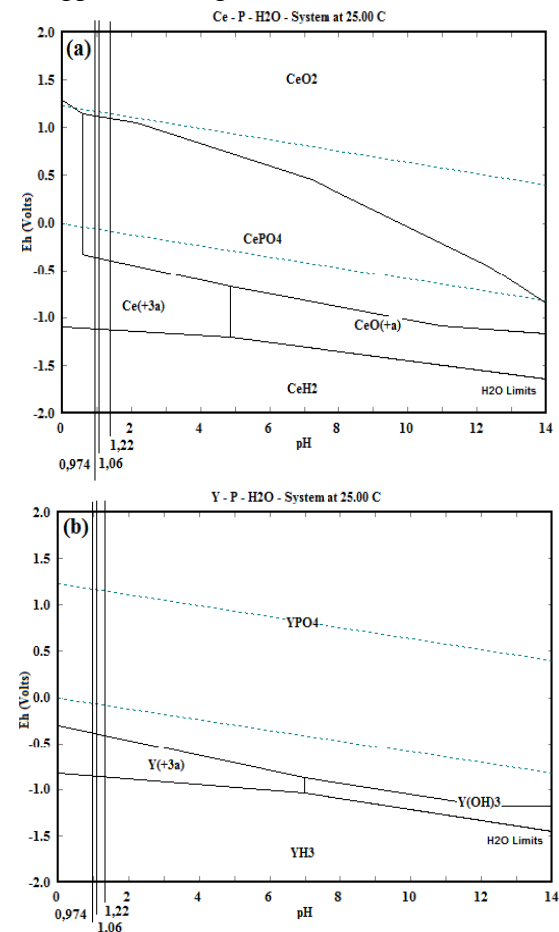 Ce - P - H2O - System at 25.00 C
2.0
(a)
CeO2
1.5
1.0
0.5
Eh (Volts)
0.0
CePO4
-0.5
Ce(+3a)
CeO(+a)
-1.0
-1.5
CeH2
H2O Limits
-2.0
0 2 4 6 8 10 12 14
pH
1,22
0,974
1,06
Y - P - H2O - System at 25.00 C
2.0
(b)
1.5
1.0
YPO4
0.5
Eh (Volts)
0.0
-0.5
Y(+3a)
-1.0
Y(OH)3
-1.5
H2O Limits
YH3
-2.0
0 2 4 6 8 10 12 14
0,974
1,22
pH
1.06